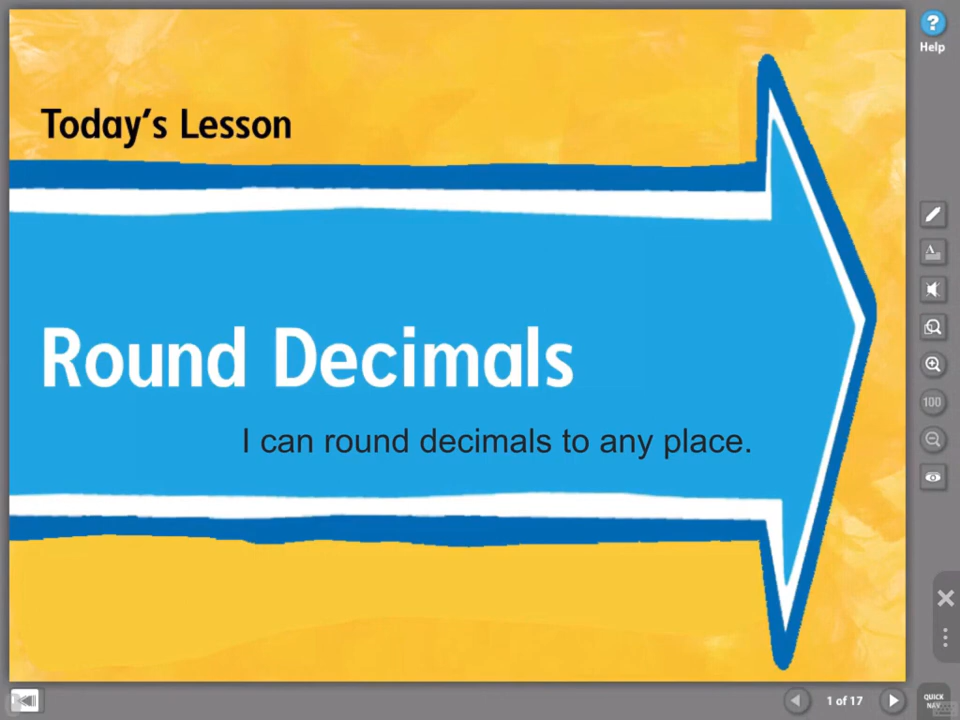 Help
Today's Lesson
Round Decimals
I can round decimals to any place.
100
1 of 17
QUICK
NAV